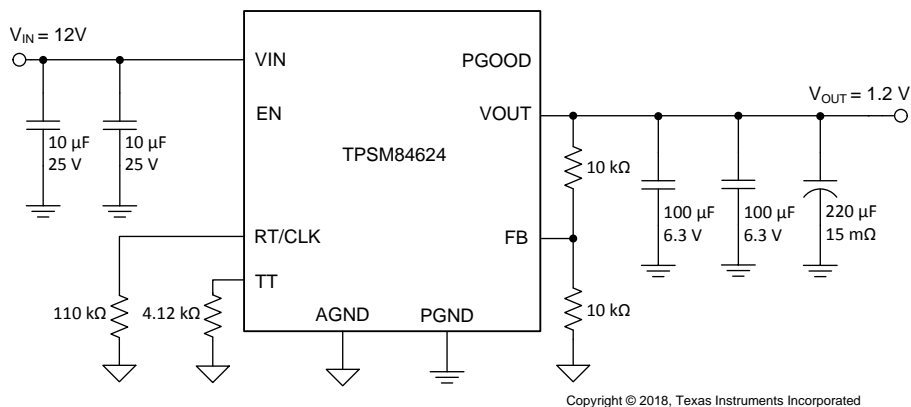 VIN = 12V
VIN
PGOOD
VOUT = 1.2 V
EN
VOUT
10 µF
25 V
10 µF
25 V
TPSM84624
10 kΩ
100 µF
6.3 V
100 µF
6.3 V
220 µF
15 mΩ
RT/CLK
FB
TT
110 kΩ
4.12 kΩ
AGND
PGND
10 kΩ
Copyright © 2018, Texas Instruments Incorporated